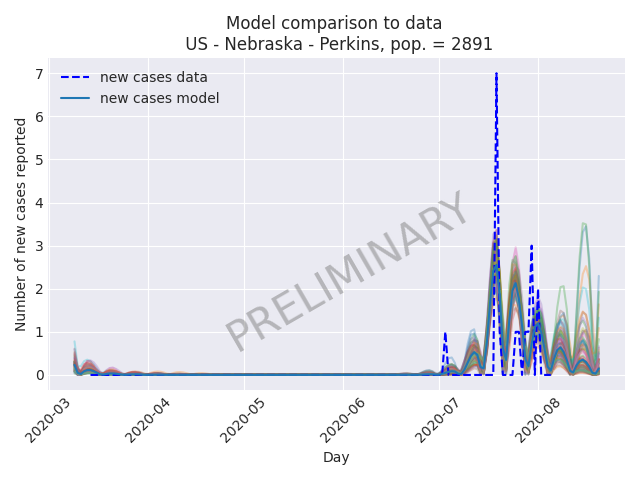 Model comparison to data
US - Nebraska - Perkins, pop. = 2891
new cases data
new cases model
Number of new cases reported
7
6
5
4
3
2
1
0
PRELIMINARY
2020-03
2020-04
2020-05
2020-06
2020-07
2020-08
Day